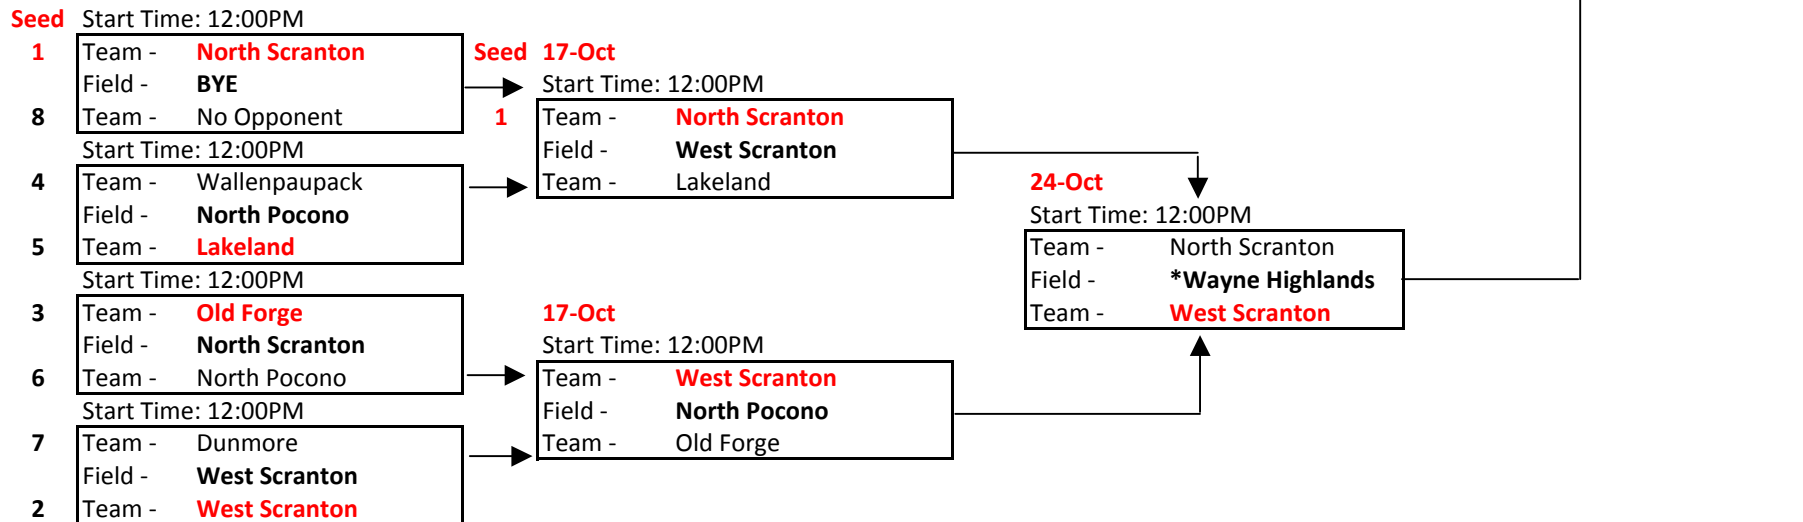 Seed Start Time: 12:00PM
1 Team - North Scranton
Field - BYE
8 Team - No Opponent
Start Time: 12:00PM
4 Team - Wallenpaupack
Field - North Pocono
5 Team - Lakeland
Start Time: 12:00PM
3 Team - Old Forge
Field - North Scranton
6 Team - North Pocono
Start Time: 12:00PM
7 Team - Dunmore
Field - West Scranton
2 Team - West Scranton
Seed 17-Oct
Start Time: 12:00PM
1 Team - North Scranton
Field - West Scranton
Team - Lakeland
17-Oct
Start Time: 12:00PM
Team - West Scranton
Field - North Pocono
Team - Old Forge
24-Oct
Start Time: 12:00PM
Team - North Scranton
Field - *Wayne Highlands
Team - West Scranton